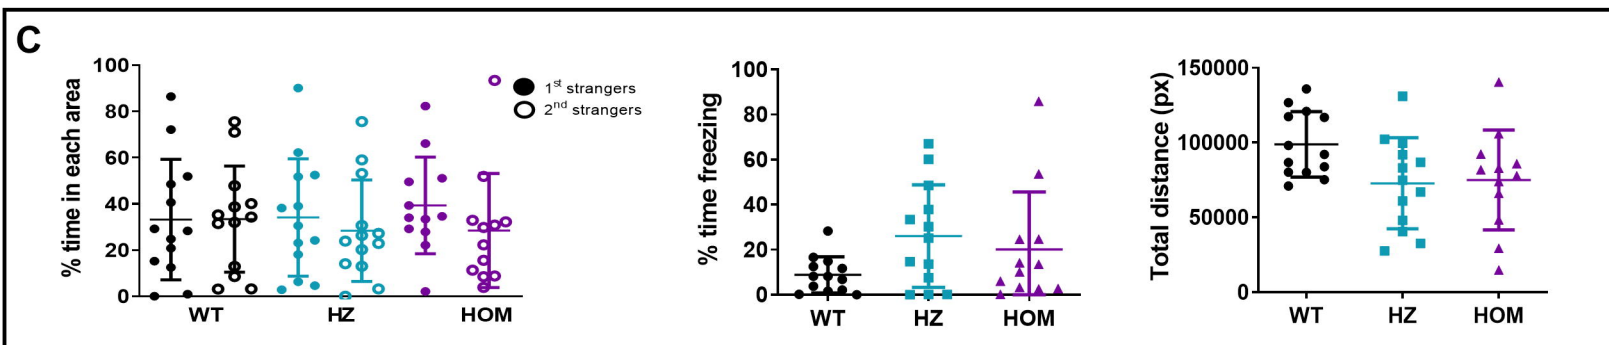 C
% time in each area
100
80
60
40
20
0
WT
HZ
HOM
1st strangers
2nd strangers
% time freezing
100
80
60
40
20
0
WT
HZ
HOM
Total distance (px)
150000
100000
50000
0
WT
HZ
HOM